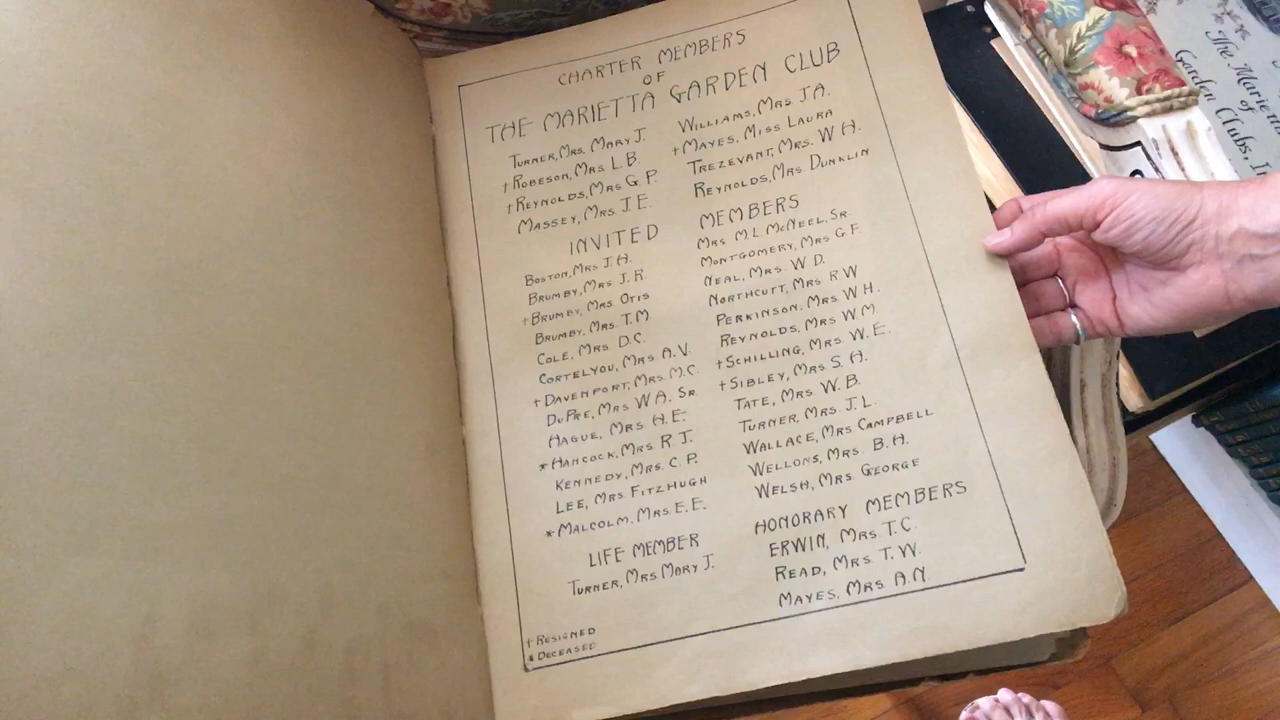 CHARTER MEMBERS
OF
THE MARIETTA GARDEN CLUB
TURNER, MRS. MARY J.
† ROBESON, MRS. L.B.
† REYNOLDS, MRS G.P.
MASSEY, MRS. J.E.
WILLIAMS, MRS. J.A.
† MAYES, MISS LAURA
TREZEVANT, MRS. W.H.
REYNOLDS, MRS. DUNKLIN
INVITED MEMBERS
BOSTON, MRS J.H.
BRUMBY, MRS J.R.
† BRUMBY, MRS OTIS
BRUMBY, MRS. T.M
COLE, MRS. D.C.
CORTELYOU, MRS A.V.
† DAVENPORT, MRS. M.C.
DUPRE, MRS W.A. SR.
HAGUE, MRS H.E.
* HANCOCK, MRS. R.J.
KENNEDY, MRS. C.P.
LEE, MRS. FITZHUGH
* MALCOLM, MRS. E.E.
MRS M.L. MCNEEL, SR.
MONTGOMERY, MRS G.F.
NEAL, MRS. W.D.
NORTHCUTT, MRS R.W
PERKINSON, MRS W.H.
REYNOLDS, MRS. W.M.
† SCHILLING, MRS. W.E.
† SIBLEY, MRS. S.H.
TATE, MRS. W.B.
TURNER, MRS. J.L.
WALLACE, MRS CAMPBELL
WELLONS, MRS. B.H.
WELSH, MRS. GEORGE
LIFE MEMBER
TURNER, MRS MARY J.
HONORARY MEMBERS
ERWIN, MRS. T.C.
READ, MRS. T.W.
MAYES, MRS. A.N.
† RESIGNED
* DECEASED
The Marie
of
Garden Clubs, I